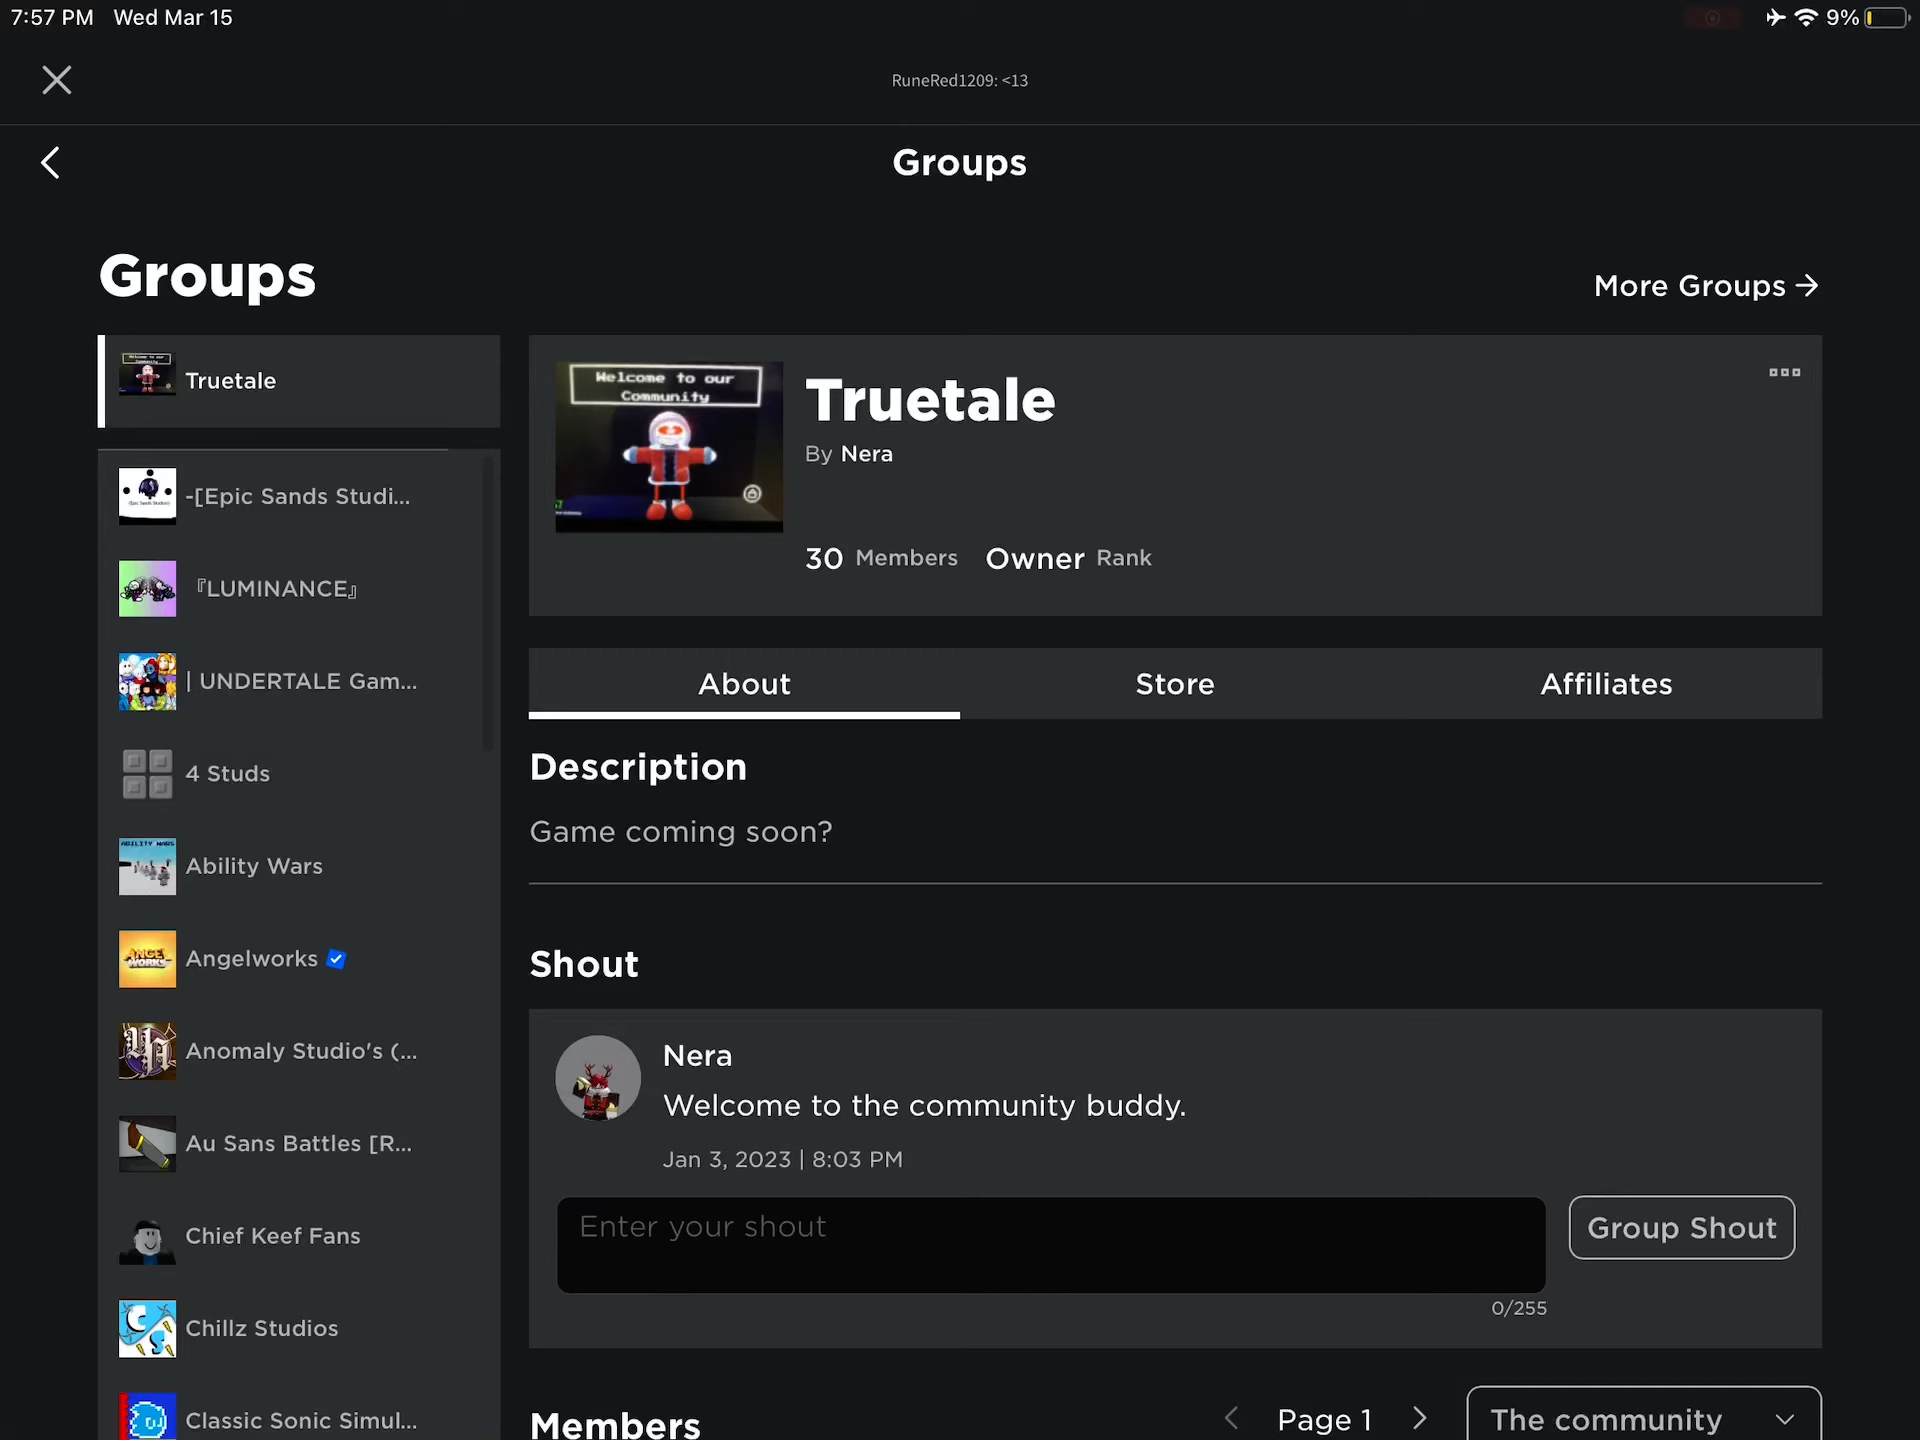 7:57 PM Wed Mar 15
9%
RuneRed1209: <13
Groups
Groups
More Groups →
Truetale
-[Epic Sands Studi...
『LUMINANCE』
| UNDERTALE Gam...
4 Studs
Ability Wars
Angelworks
Anomaly Studio's (...
Au Sans Battles [R...
Chief Keef Fans
Chillz Studios
Classic Sonic Simul...
Welcome to our
Community
Truetale
By Nera
30 Members Owner Rank
About Store Affiliates
Description
Game coming soon?
Shout
Nera
Welcome to the community buddy.
Jan 3, 2023 | 8:03 PM
Enter your shout
Group Shout
0/255
Members
Page 1
The community